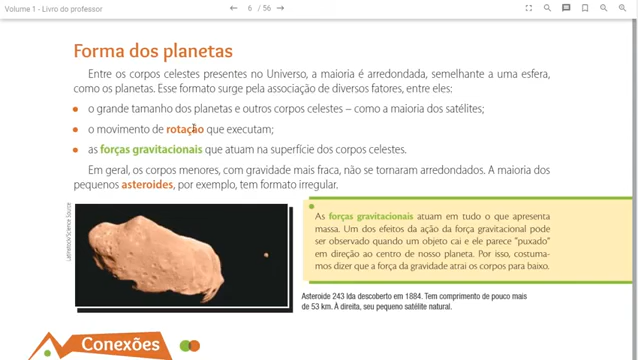 Volume 1 - Livro do professor
6 / 56
Forma dos planetas
Entre os corpos celestes presentes no Universo, a maioria é arredondada, semelhante a uma esfera,
como os planetas. Esse formato surge pela associação de diversos fatores, entre eles:
o grande tamanho dos planetas e outros corpos celestes – como a maioria dos satélites;
o movimento de rotação que executam;
as forças gravitacionais que atuam na superfície dos corpos celestes.
Em geral, os corpos menores, com gravidade mais fraca, não se tornaram arredondados. A maioria dos
pequenos asteroides, por exemplo, tem formato irregular.
Latinstock/Science Source
As forças gravitacionais atuam em tudo o que apresenta
massa. Um dos efeitos da ação da força gravitacional pode
ser observado quando um objeto cai e ele parece "puxado"
em direção ao centro de nosso planeta. Por isso, costuma-
mos dizer que a força da gravidade atrai os corpos para baixo.
Asteroide 243 Ida descoberto em 1884. Tem comprimento de pouco mais
de 53 km. À direita, seu pequeno satélite natural.
Conexões